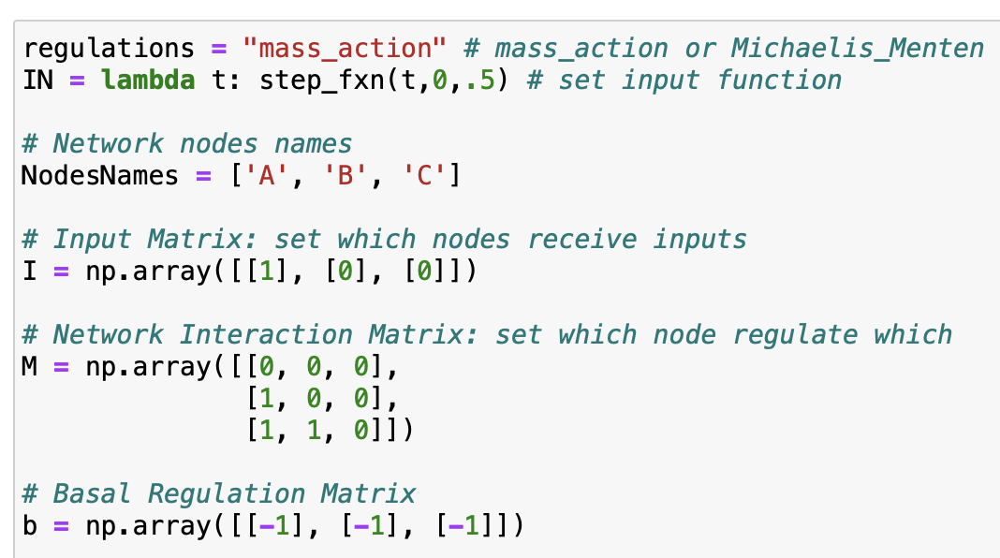 regulations = "mass_action" # mass_action or Michaelis_Menten
IN = lambda t: step_fxn(t,0,.5) # set input function
# Network nodes names
NodesNames = ['A', 'B', 'C']
# Input Matrix: set which nodes receive inputs
I = np.array([[1], [0], [0]])
# Network Interaction Matrix: set which node regulate which
M = np.array([[0, 0, 0],
[1, 0, 0],
[1, 1, 0]])
# Basal Regulation Matrix
b = np.array([[-1], [-1], [-1]])